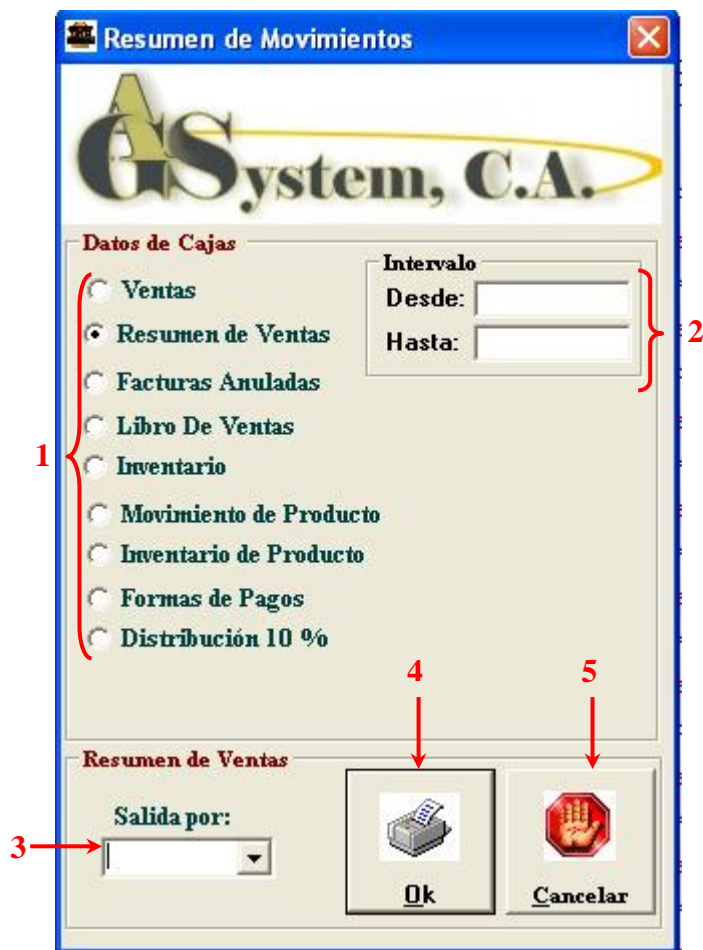 Resumen de Movimientos
AGSystem, C.A.
Datos de Cajas
Intervalo
Ventas
Desde:
Resumen de Ventas
Hasta:
2
Facturas Anuladas
Libro De Ventas
1
Inventario
Movimiento de Producto
Inventario de Producto
Formas de Pagos
Distribución 10 %
4
5
Resumen de Ventas
Salida por:
3
Ok
Cancelar